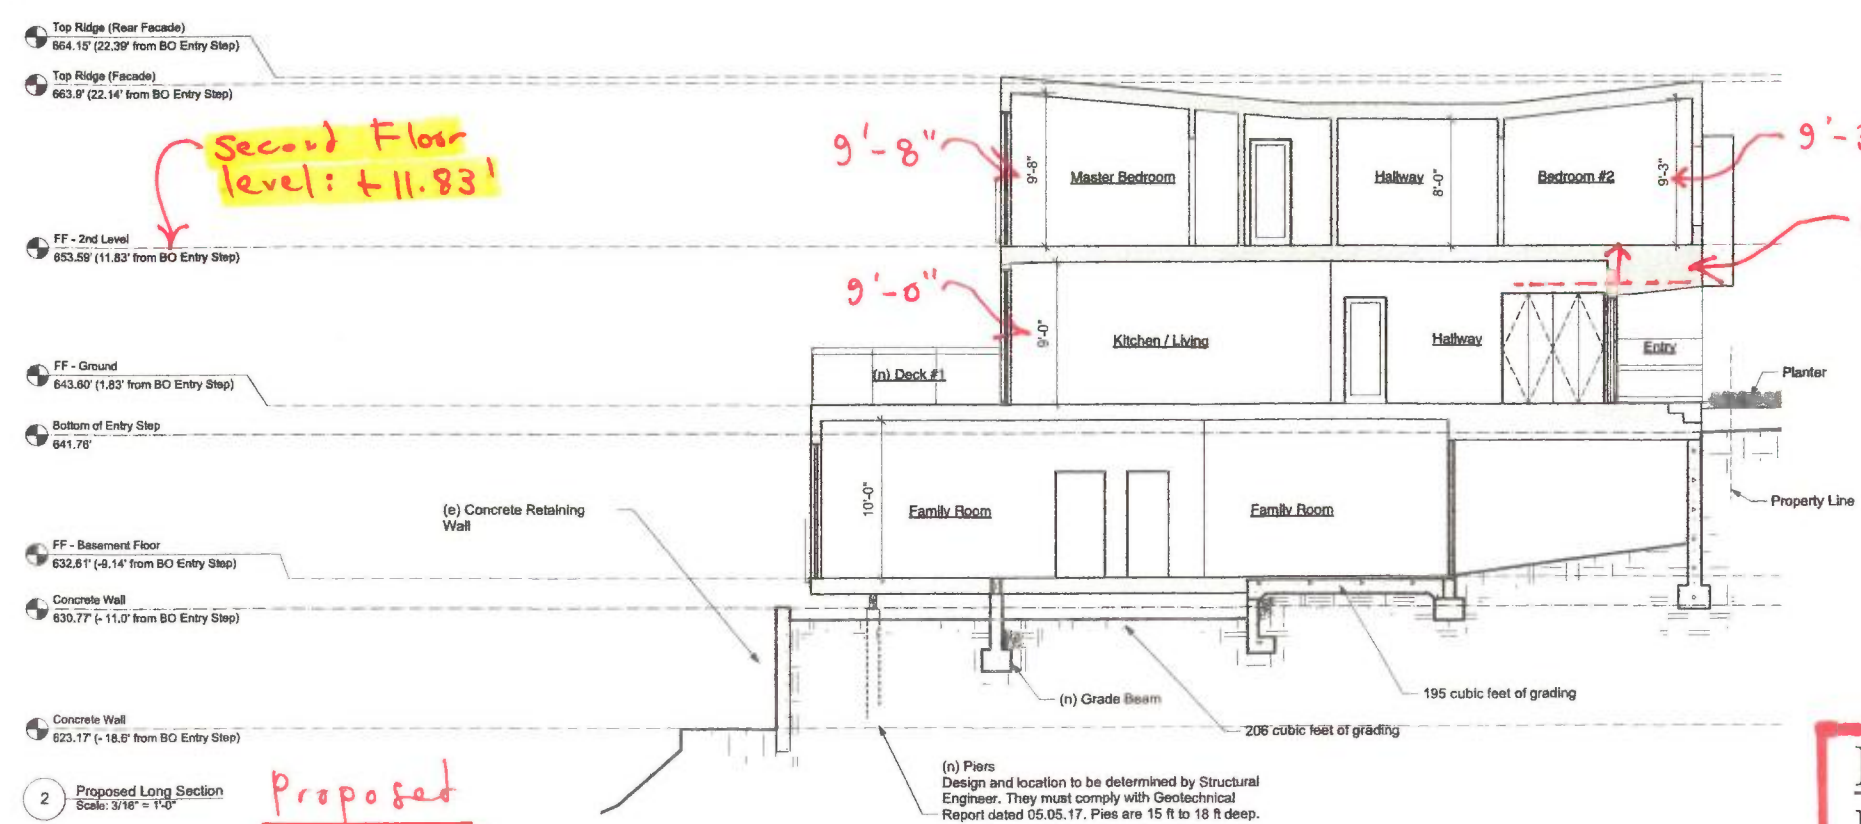 Top Ridge (Rear Facade)
664.15' (22.39' from BO Entry Step)
Top Ridge (Facade)
663.9' (22.14' from BO Entry Step)
Second Floor
level: +11.83'
FF - 2nd Level
653.59' (11.83' from BO Entry Step)
FF - Ground
643.60' (1.83' from BO Entry Step)
Bottom of Entry Step
641.76'
FF - Basement Floor
632.61' (-9.14' from BO Entry Step)
Concrete Wall
630.77' (- 11.0' from BO Entry Step)
Concrete Wall
623.17' (- 18.6' from BO Entry Step)
2
Proposed Long Section
Scale: 3/16" = 1'-0"
Proposed
9'-8"
9'-8"
Master Bedroom
Hallway
8'-0"
Bedroom #2
9'-3"
9'-3
9'-0"
9'-0"
Kitchen / Living
Hallway
Entry
(n) Deck #1
Planter
10'-0"
Family Room
Family Room
Property Line
(e) Concrete Retaining
Wall
(n) Grade Beam
195 cubic feet of grading
206 cubic feet of grading
(n) Piers
Design and location to be determined by Structural
Engineer. They must comply with Geotechnical
Report dated 05.05.17. Pies are 15 ft to 18 ft deep.